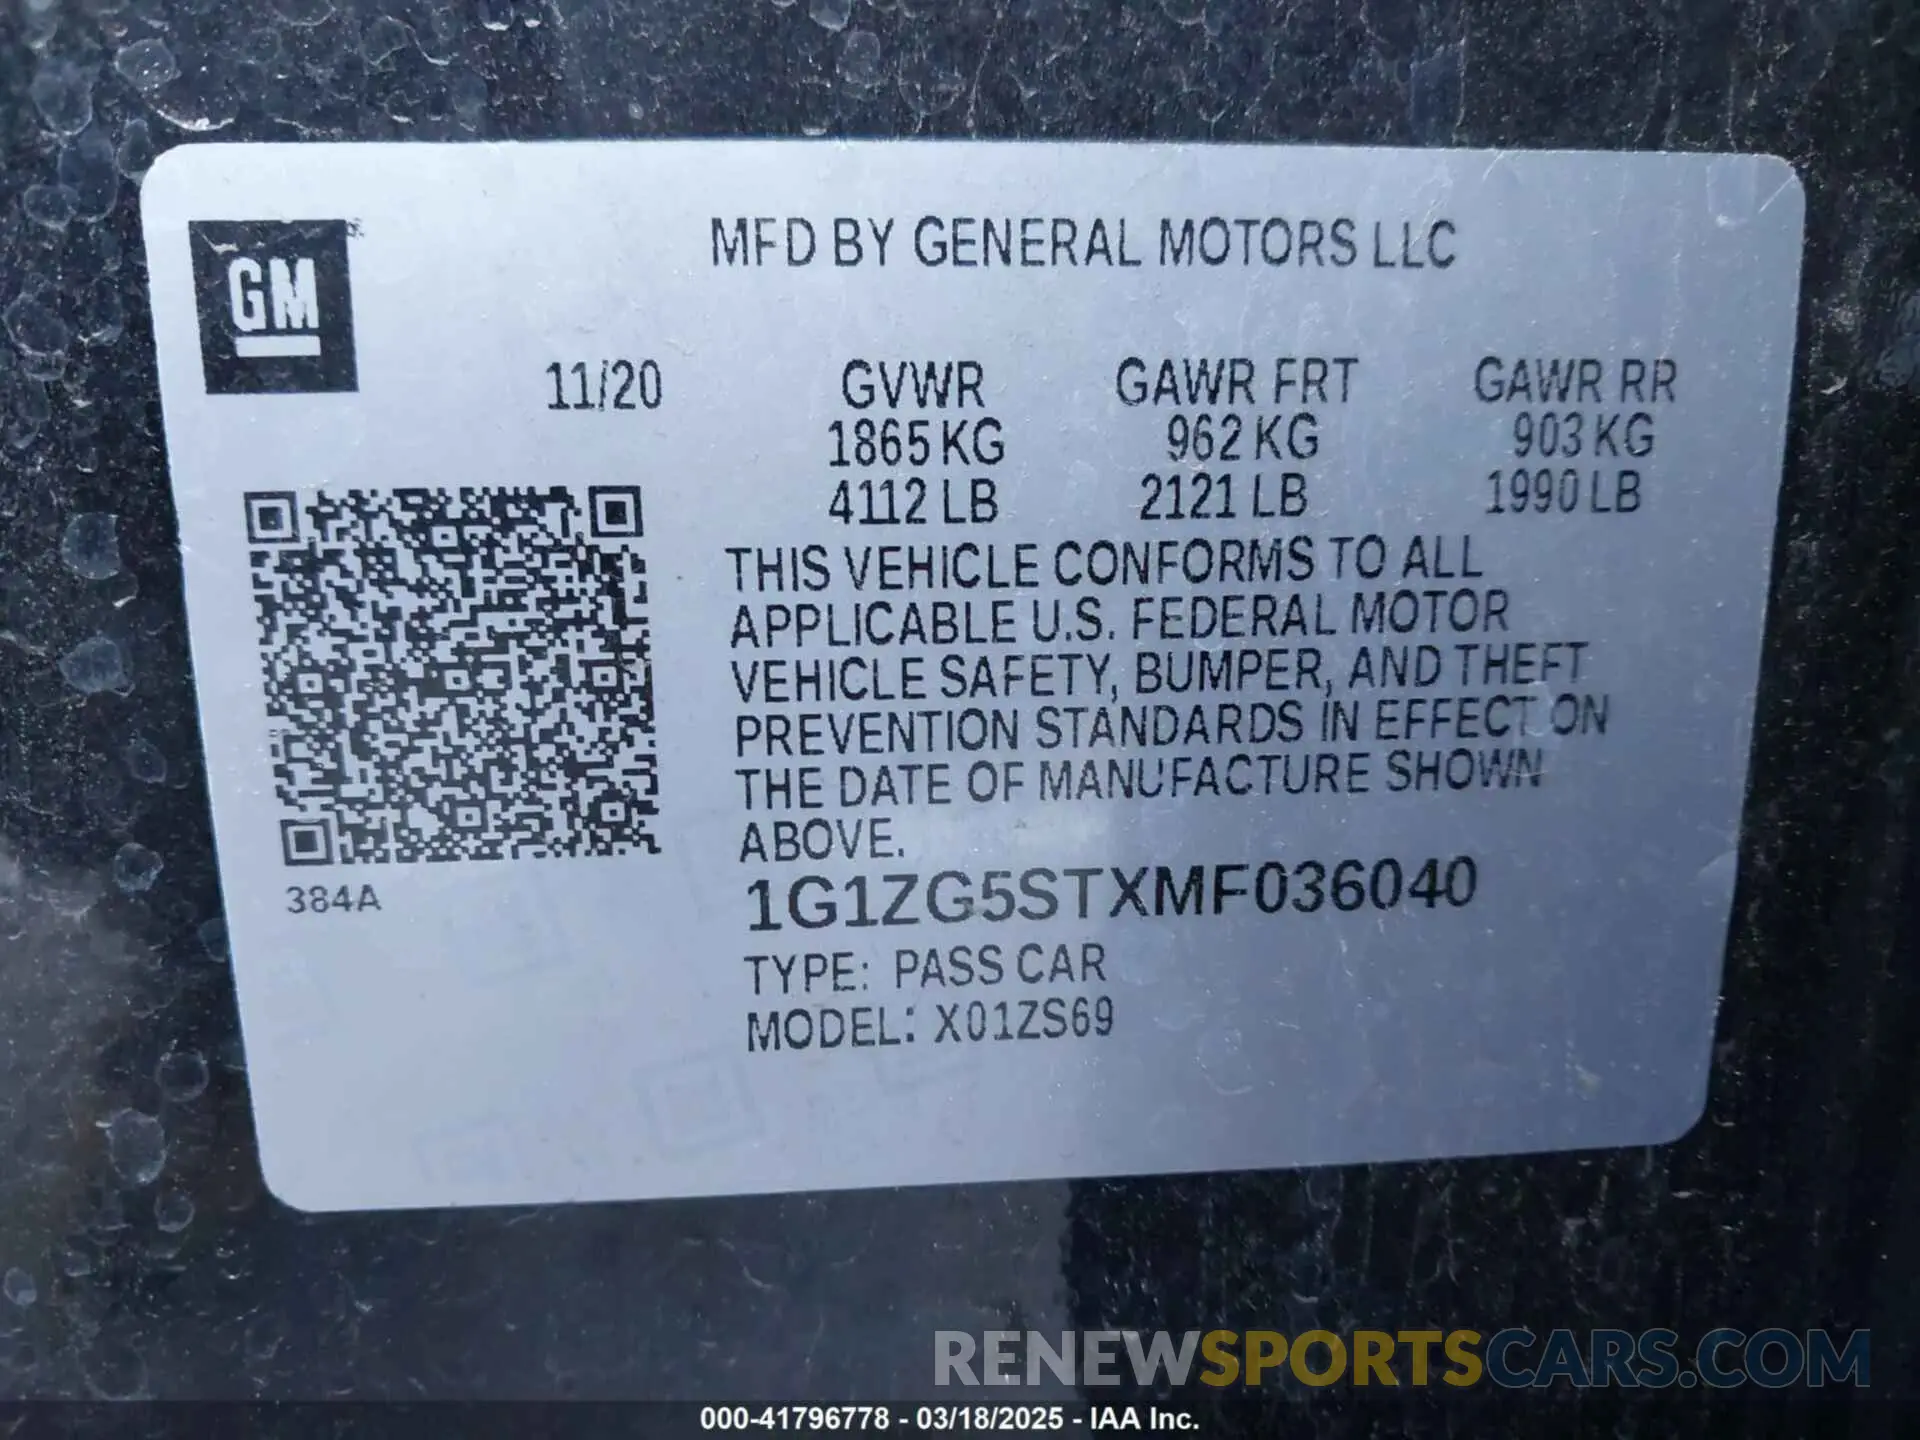 GM
MFD BY GENERAL MOTORS LLC
11/20 GVWR GAWR FRT GAWR RR
1865 KG 962 KG 903 KG
4112 LB 2121 LB 1990 LB
THIS VEHICLE CONFORMS TO ALL
APPLICABLE U.S. FEDERAL MOTOR
VEHICLE SAFETY, BUMPER, AND THEFT
PREVENTION STANDARDS IN EFFECT ON
THE DATE OF MANUFACTURE SHOWN
ABOVE.
384A
1G1ZG5STXMF036040
TYPE: PASS CAR
MODEL: X01ZS69
RENEWSPORTSCARS.COM
000-41796778 - 03/18/2025 - IAA Inc.